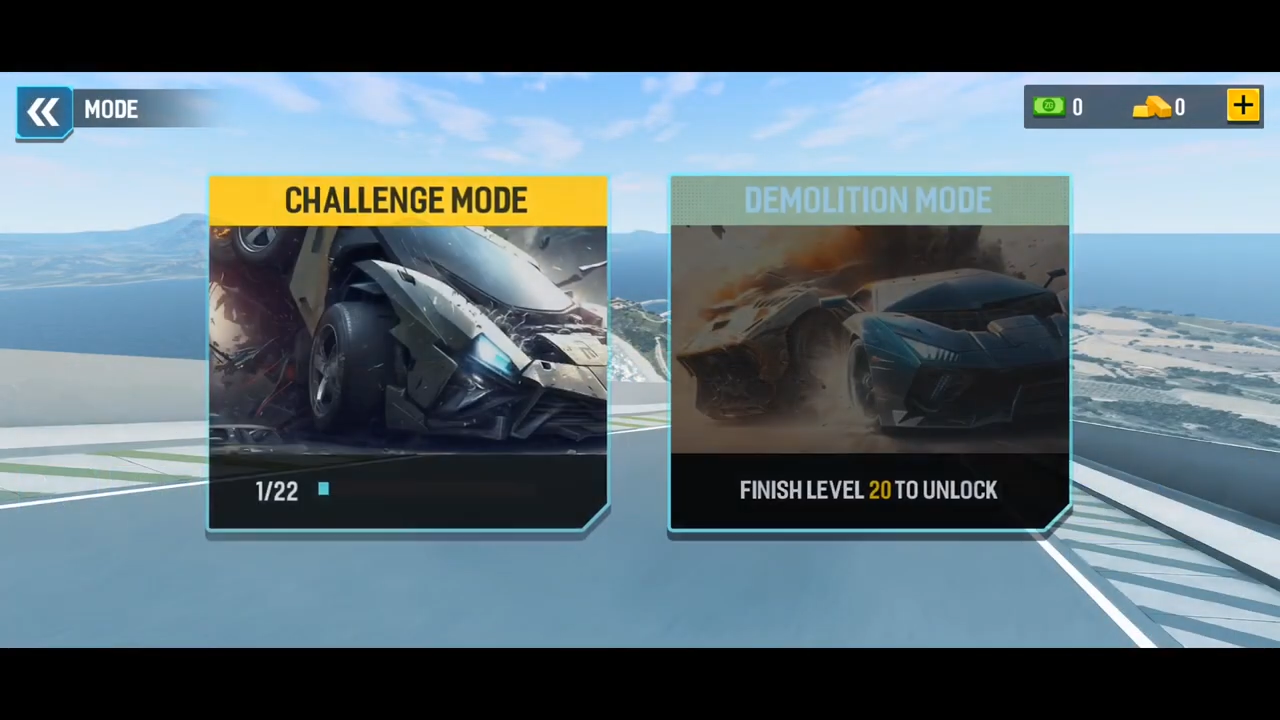 MODE
0
0
CHALLENGE MODE
DEMOLITION MODE
1/22
FINISH LEVEL 20 TO UNLOCK